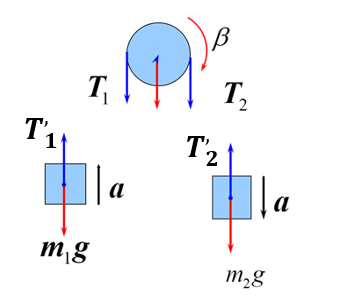 β
T₁ T₂
T'₁ T'₂
a a
m₁g
m₂g